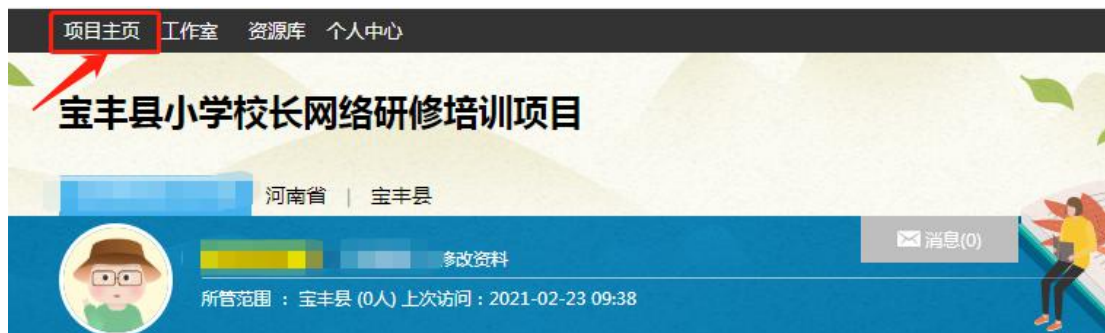 项目主页 工作室 资源库 个人中心
宝丰县小学校长网络研修培训项目
河南省 | 宝丰县
消息(0)
修改资料
所管范围 : 宝丰县 (0人) 上次访问 : 2021-02-23 09:38